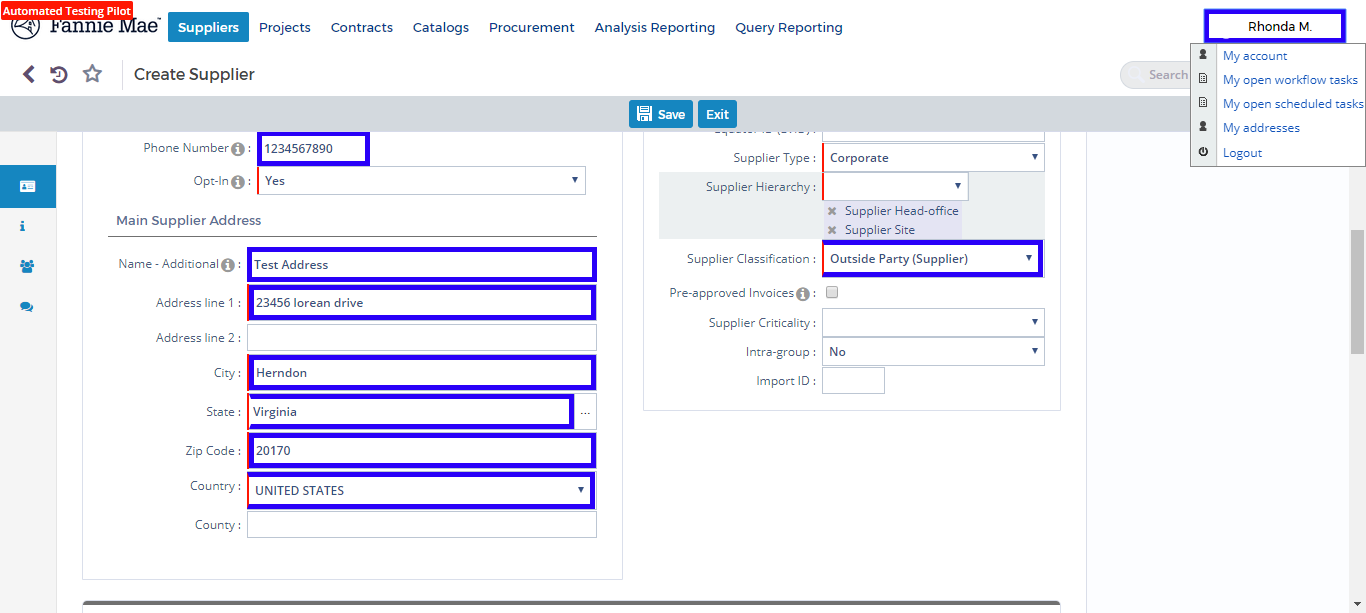 Automated Testing Pilot
Fannie Mae
Suppliers Projects Contracts Catalogs Procurement Analysis Reporting Query Reporting
Rhonda M.
My account
My open workflow tasks
My open scheduled tasks
My addresses
Logout
Create Supplier
Search
Save Exit
Phone Number : 1234567890
Opt-In : Yes
Main Supplier Address
Name - Additional : Test Address
Address line 1 : 23456 lorean drive
Address line 2 :
City : Herndon
State : Virginia ...
Zip Code : 20170
Country : UNITED STATES
County :
Supplier Type : Corporate
Supplier Hierarchy :
Supplier Head-office
Supplier Site
Supplier Classification : Outside Party (Supplier)
Pre-approved Invoices :
Supplier Criticality :
Intra-group : No
Import ID :